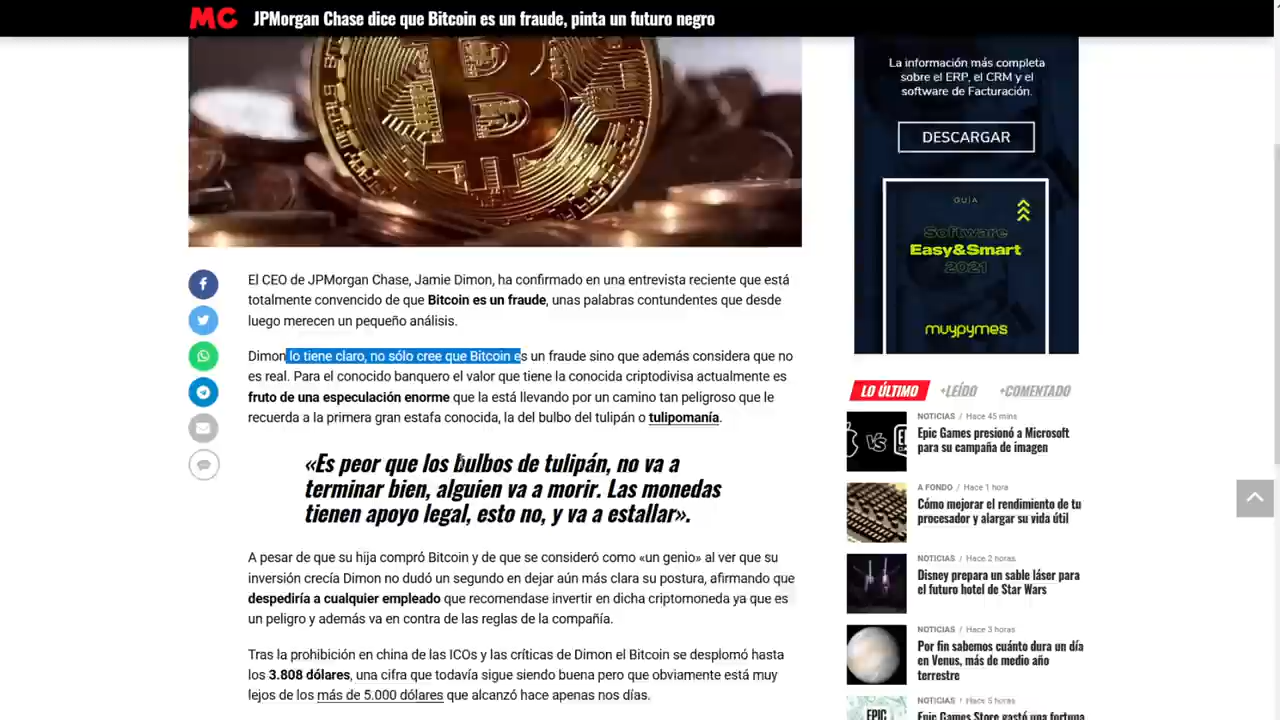 MC JPMorgan Chase dice que Bitcoin es un fraude, pinta un futuro negro
El CEO de JPMorgan Chase, Jamie Dimon, ha confirmado en una entrevista reciente que está
totalmente convencido de que Bitcoin es un fraude, unas palabras contundentes que desde
luego merecen un pequeño análisis.
Dimon lo tiene claro, no sólo cree que Bitcoin es un fraude sino que además considera que no
es real. Para el conocido banquero el valor que tiene la conocida criptodivisa actualmente es
fruto de una especulación enorme que la está llevando por un camino tan peligroso que le
recuerda a la primera gran estafa conocida, la del bulbo del tulipán o tulipomanía.
«Es peor que los bulbos de tulipán, no va a
terminar bien, alguien va a morir. Las monedas
tienen apoyo legal, esto no, y va a estallar».
A pesar de que su hija compró Bitcoin y de que se consideró como «un genio» al ver que su
inversión crecía Dimon no dudó un segundo en dejar aún más clara su postura, afirmando que
despediría a cualquier empleado que recomendase invertir en dicha criptomoneda ya que es
un peligro y además va en contra de las reglas de la compañía.
Tras la prohibición en china de las ICOs y las críticas de Dimon el Bitcoin se desplomó hasta
los 3.808 dólares, una cifra que todavía sigue siendo buena pero que obviamente está muy
lejos de los más de 5.000 dólares que alcanzó hace apenas nos días.
La información más completa
sobre el ERP, el CRM y el
software de Facturación.
DESCARGAR
GUÍA
Software
Easy&Smart
2021
muypymes
LO ÚLTIMO +LEÍDO +COMENTADO
NOTICIAS / Hace 45 mins
Epic Games presionó a Microsoft
para su campaña de imagen
VS
A FONDO / Hace 1 hora
Cómo mejorar el rendimiento de tu
procesador y alargar su vida útil
NOTICIAS / Hace 2 horas
Disney prepara un sable láser para
el futuro hotel de Star Wars
NOTICIAS / Hace 3 horas
Por fin sabemos cuánto dura un día
en Venus, más de medio año
terrestre
NOTICIAS / Hace 5 horas
Epic Games Store gastó una fortuna
EPIC